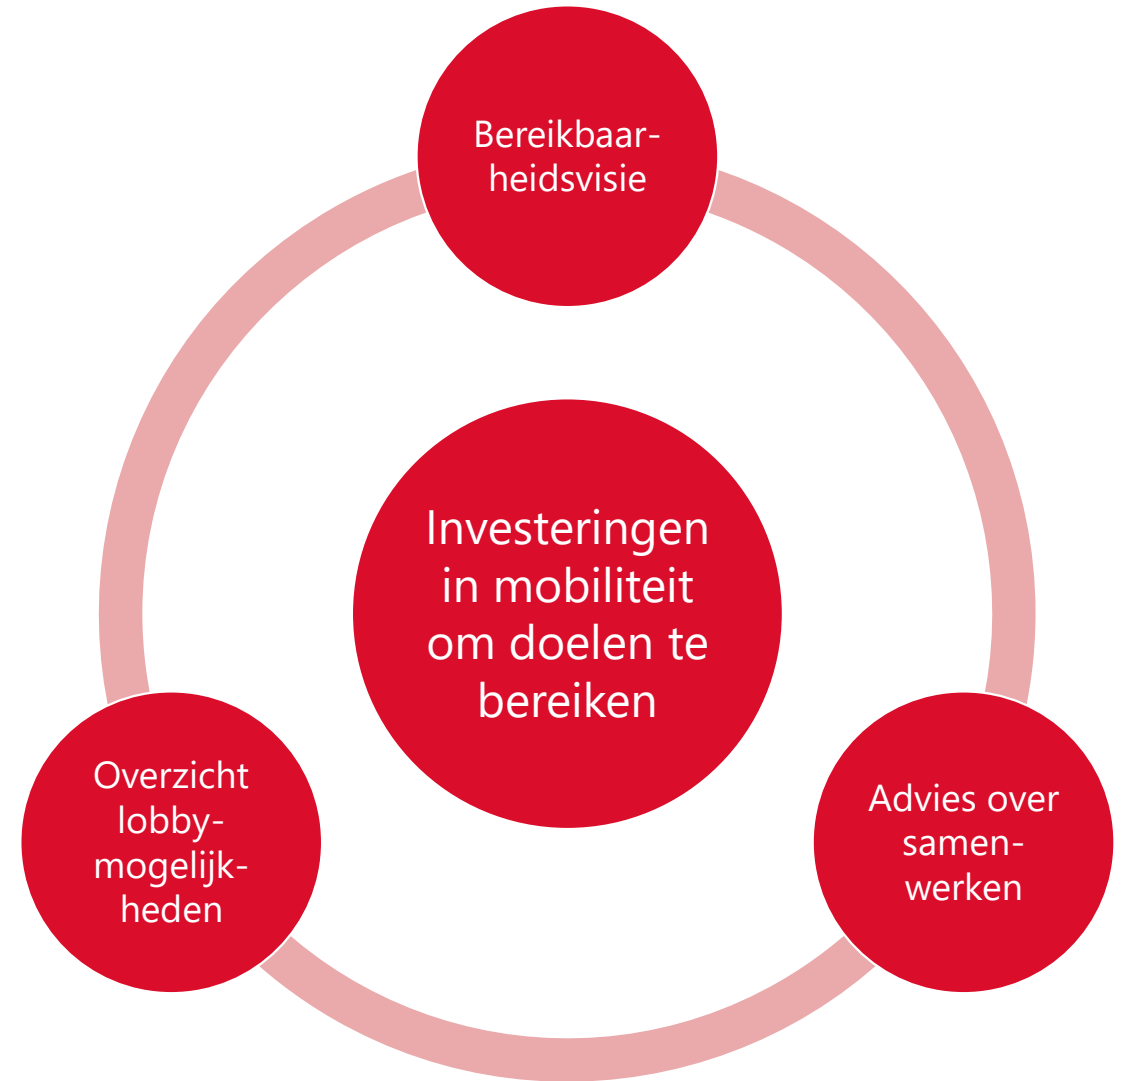 Bereikbaar-
heidsvisie
Investeringen
in mobiliteit
om doelen te
bereiken
Overzicht
lobby-
mogelijk-
heden
Advies over
samen-
werken